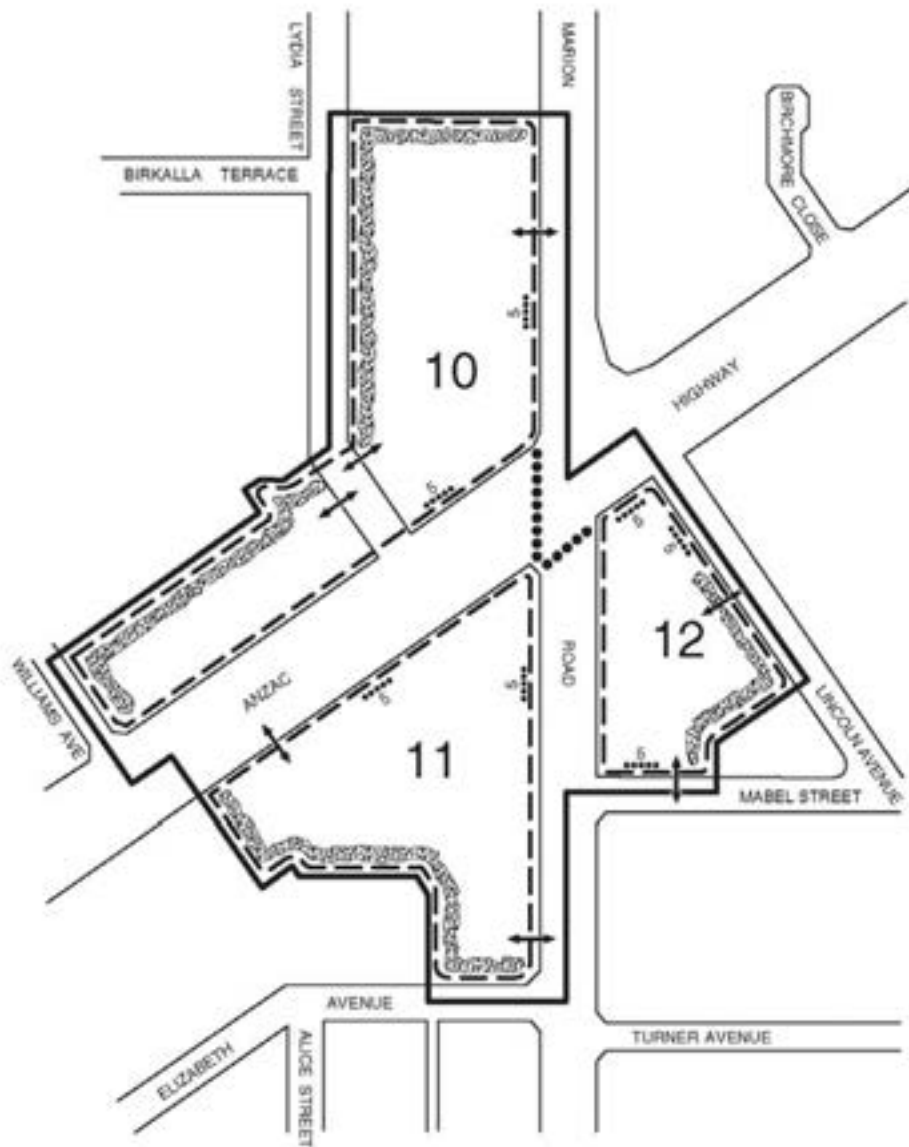 LYDIA STREET
MARION
BIRCHMORE CLOSE
BIRKALLA TERRACE
5
10
HIGHWAY
5
5
5
12
ROAD
5
WILLIAMS AVE
ANZAC
5
11
LINCOLN AVENUE
5
MABEL STREET
AVENUE
ELIZABETH
ALICE STREET
TURNER AVENUE